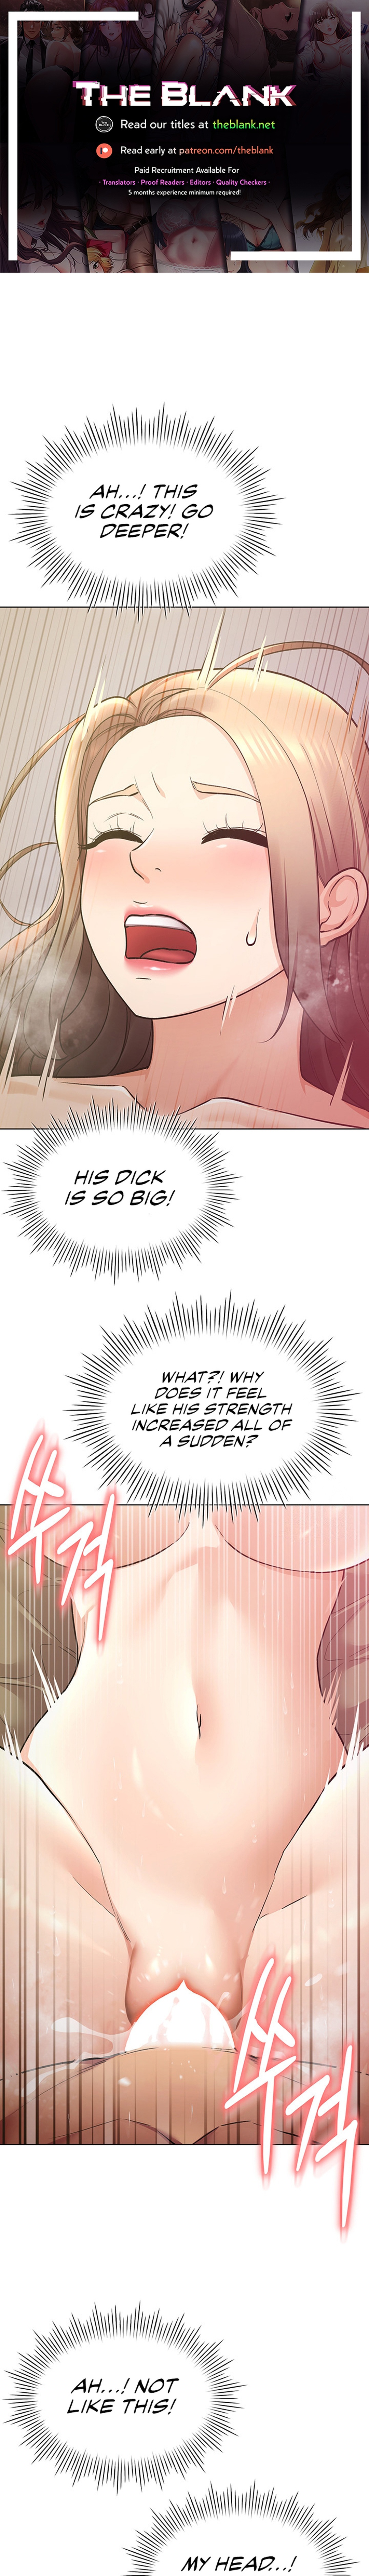 THE BLANK
Read our titles at theblank.net
Read early at patreon.com/theblank
Paid Recruitment Available For
· Translators · Proof Readers · Editors · Quality Checkers ·
5 months experience minimum required!
AH...! THIS
IS CRAZY! GO
DEEPER!
HIS DICK
IS SO BIG!
WHAT?! WHY
DOES IT FEEL
LIKE HIS STRENGTH
INCREASED ALL OF
A SUDDEN?
쑤걱
쑤걱
AH...! NOT
LIKE THIS!
MY HEAD...!